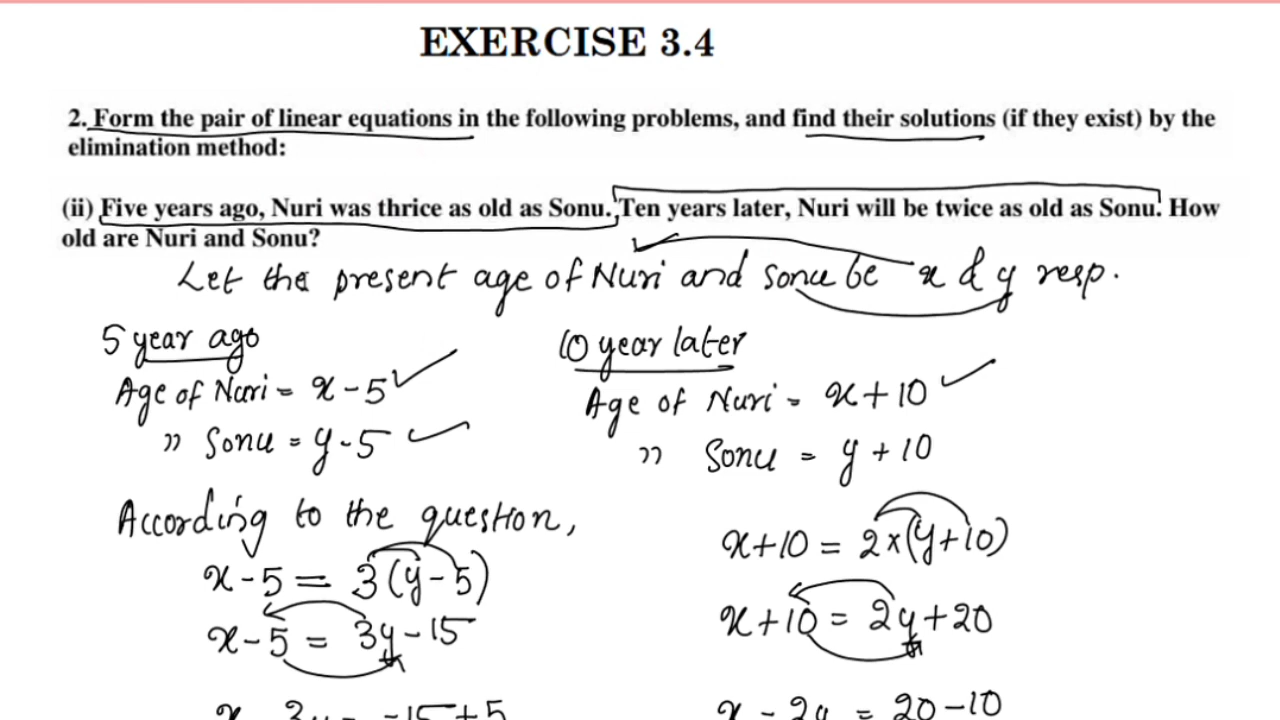 EXERCISE 3.4
2. Form the pair of linear equations in the following problems, and find their solutions (if they exist) by the
elimination method:
(ii) Five years ago, Nuri was thrice as old as Sonu. Ten years later, Nuri will be twice as old as Sonu. How
old are Nuri and Sonu?
Let the present age of Nuri and sonu be x & y resp.
5 year ago
Age of Nuri = x - 5
" Sonu = y - 5
10 year later
Age of Nuri = x + 10
" Sonu = y + 10
According to the question,
x - 5 = 3(y - 5)
x - 5 = 3y - 15
x+10 = 2×(y+10)
x+10 = 2y+20
x - 2y = 20-10